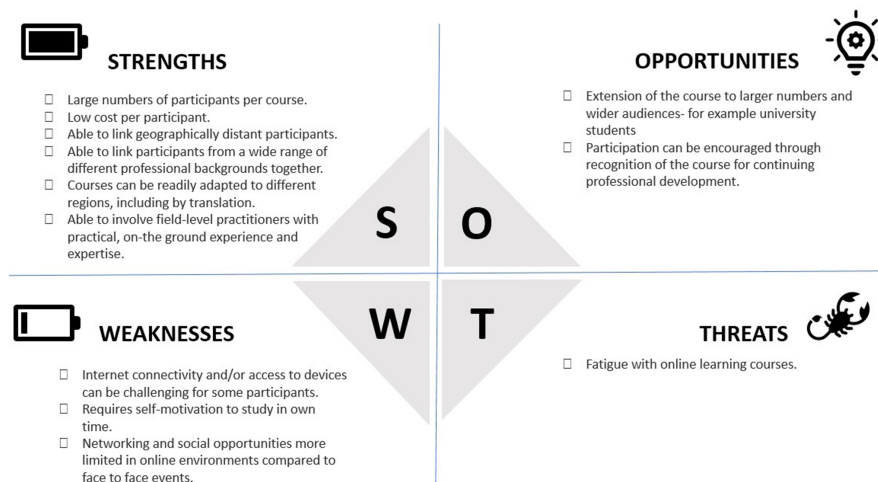 STRENGTHS
Large numbers of participants per course.
Low cost per participant.
Able to link geographically distant participants.
Able to link participants from a wide range of
different professional backgrounds together.
Courses can be readily adapted to different
regions, including by translation.
Able to involve field-level practitioners with
practical, on-the ground experience and
expertise.
OPPORTUNITIES
Extension of the course to larger numbers and
wider audiences- for example university
students
Participation can be encouraged through
recognition of the course for continuing
professional development.
S
O
W
T
WEAKNESSES
Internet connectivity and/or access to devices
can be challenging for some participants.
Requires self-motivation to study in own
time.
Networking and social opportunities more
limited in online environments compared to
face to face events.
THREATS
Fatigue with online learning courses.